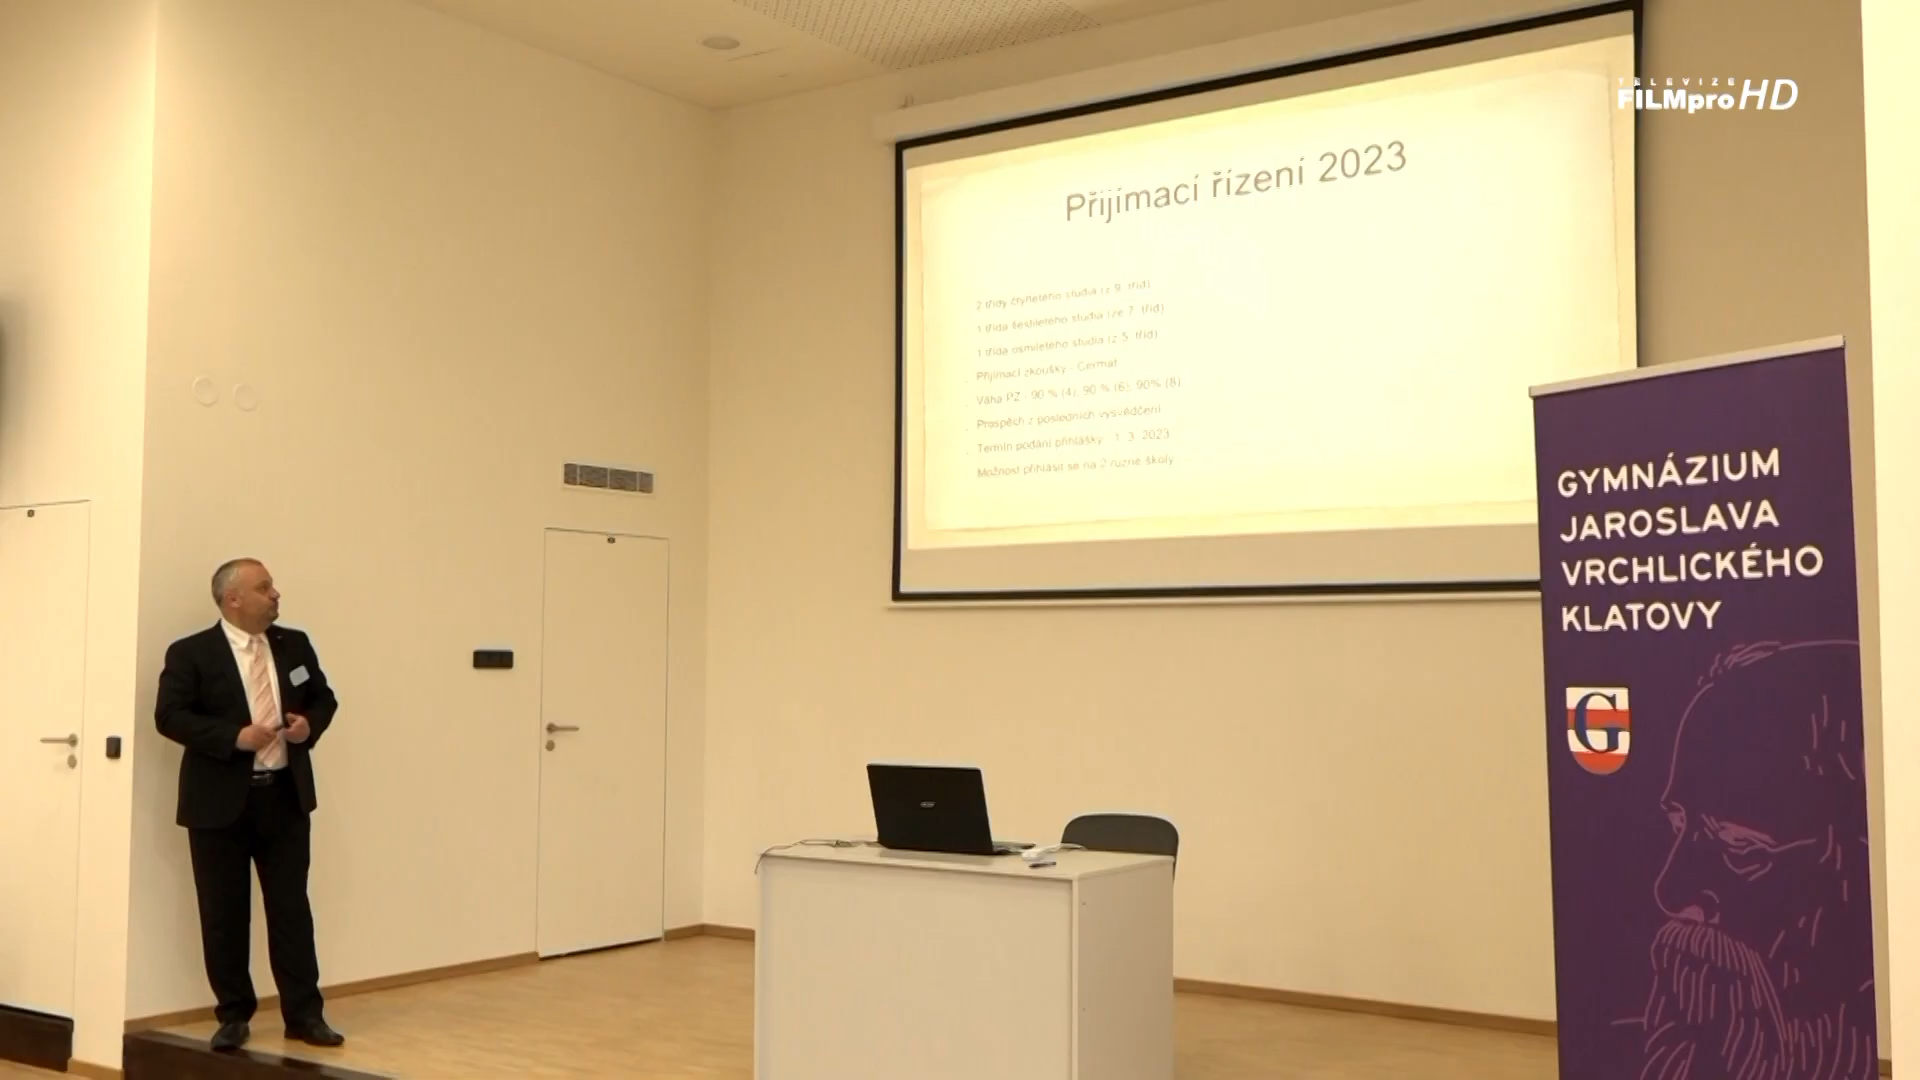 TELEVIZE
FILMpro HD
Přijímací řízení 2023
2 třídy čtyřletého studia (z 9. tříd)
1 třída šestiletého studia (ze 7. tříd)
1 třída osmiletého studia (z 5. tříd)
Přijímací zkoušky - Cermat
Váha PZ - 90 % (4), 90 % (6), 90% (8)
Prospěch z posledních vysvědčení
Termín podání přihlášky - 1. 3. 2023
Možnost přihlásit se na 2 různé školy
GYMNÁZIUM
JAROSLAVA
VRCHLICKÉHO
KLATOVY
G